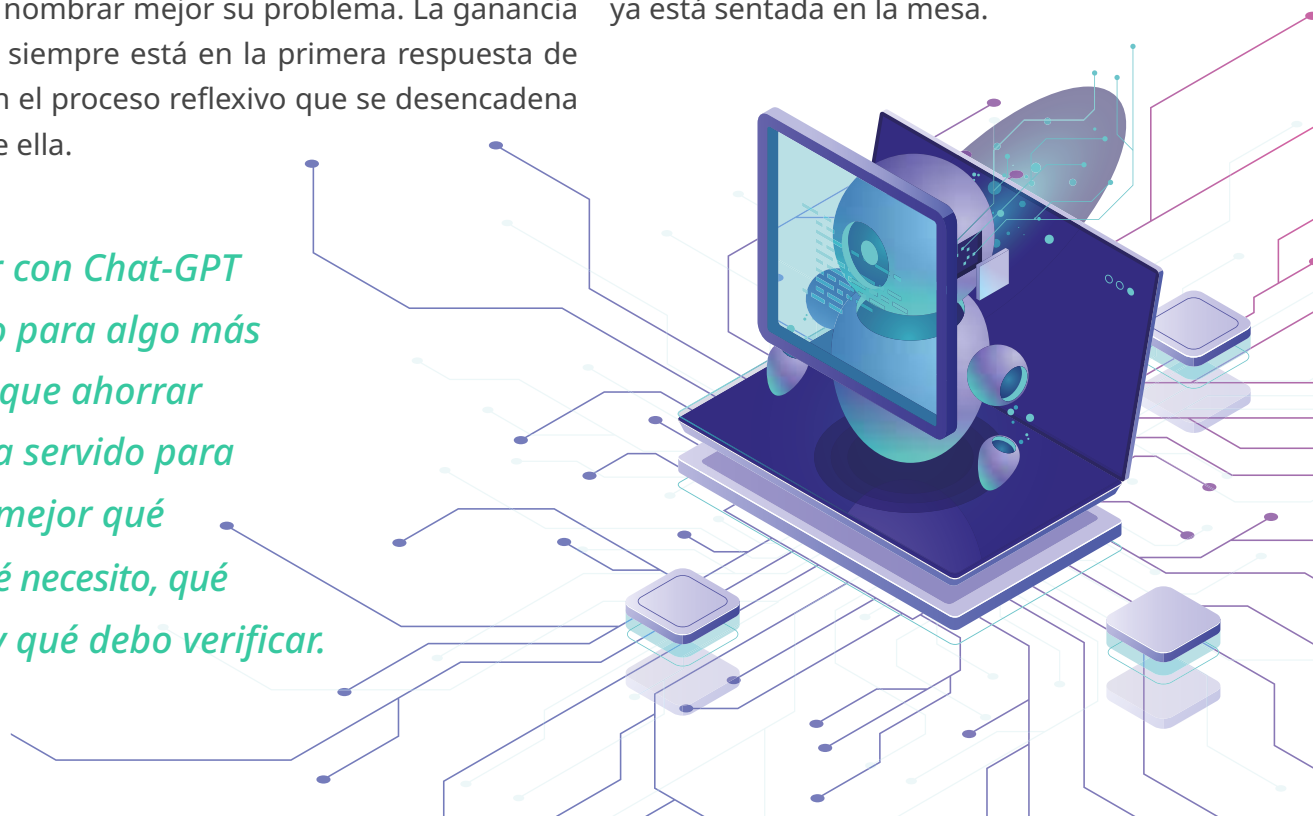 nombrar mejor su problema. La ganancia
siempre está en la primera respuesta de
el proceso reflexivo que se desencadena
ella.
ya está sentada en la mesa.
con Chat-GPT
para algo más
que ahorrar
servido para
mejor qué
necesito, qué
y qué debo verificar.